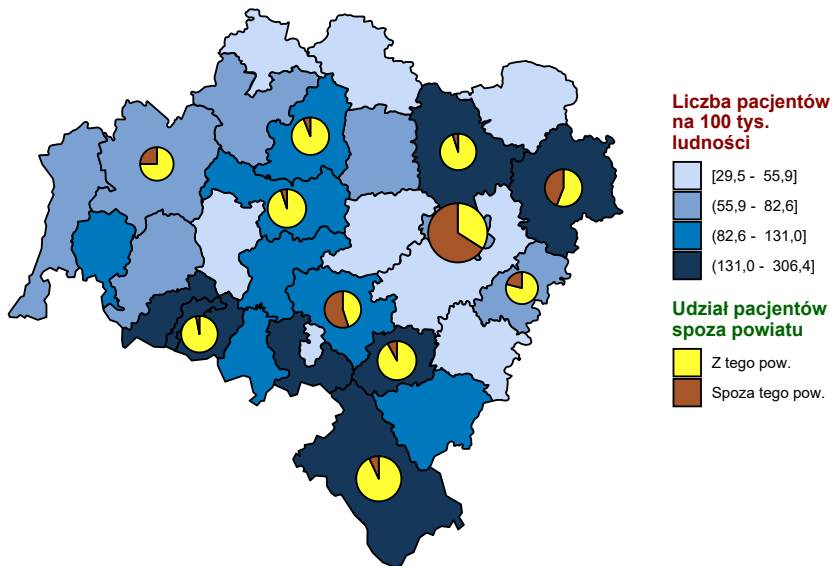 Liczba pacjentów
na 100 tys.
ludności
[29,5 - 55,9]
(55,9 - 82,6]
(82,6 - 131,0]
(131,0 - 306,4]
Udział pacjentów
spoza powiatu
Z tego pow.
Spoza tego pow.